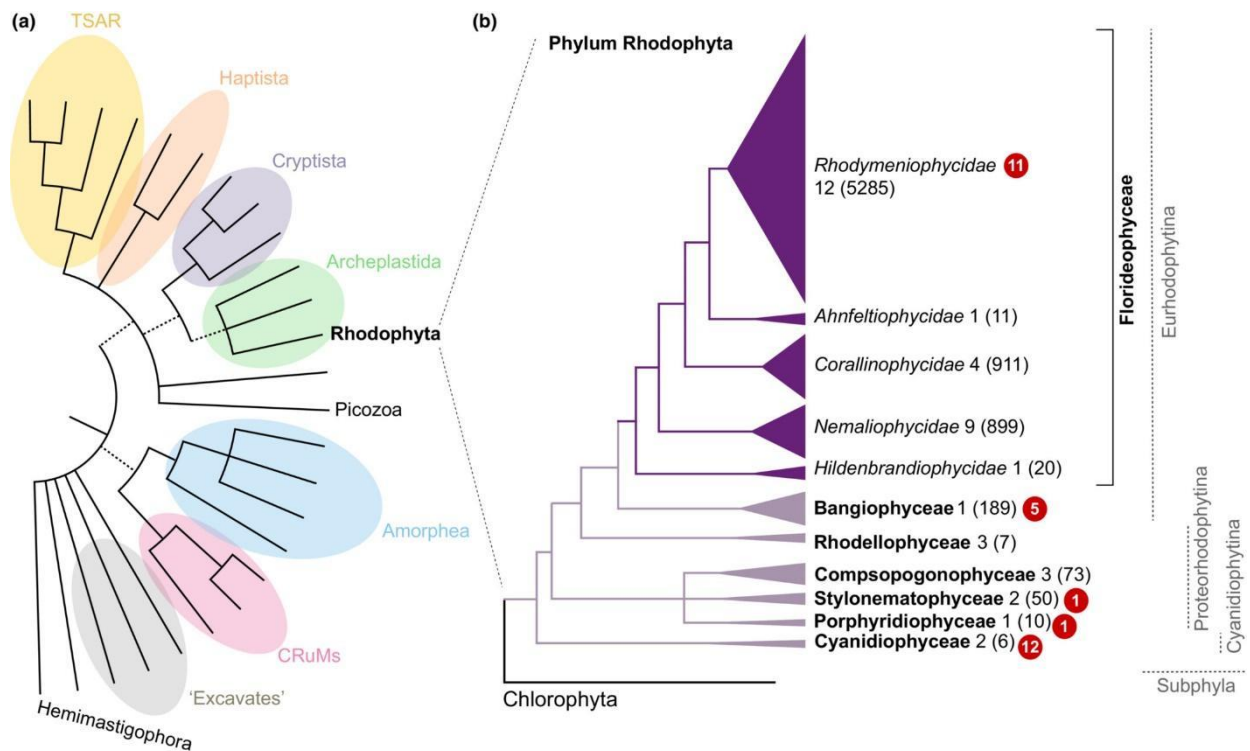 (a)
TSAR
Haptista
Cryptista
Archeplastida
Rhodophyta
Picozoa
Amorphea
CRuMs
‘Excavates’
Hemimastigophora
(b)
Phylum Rhodophyta
Rhodymeniophycidae 11
12 (5285)
Ahnfeltiophycidae 1 (11)
Corallinophycidae 4 (911)
Nemaliophycidae 9 (899)
Hildenbrandiophycidae 1 (20)
Bangiophyceae 1 (189) 5
Rhodellophyceae 3 (7)
Compsopogonophyceae 3 (73)
Stylonematophyceae 2 (50) 1
Porphyridiophyceae 1 (10) 1
Cyanidiophyceae 2 (6) 12
Chlorophyta
Florideophyceae
Eurhodophytina
Proteorhodophytina
Cyanidiophytina
Subphyla